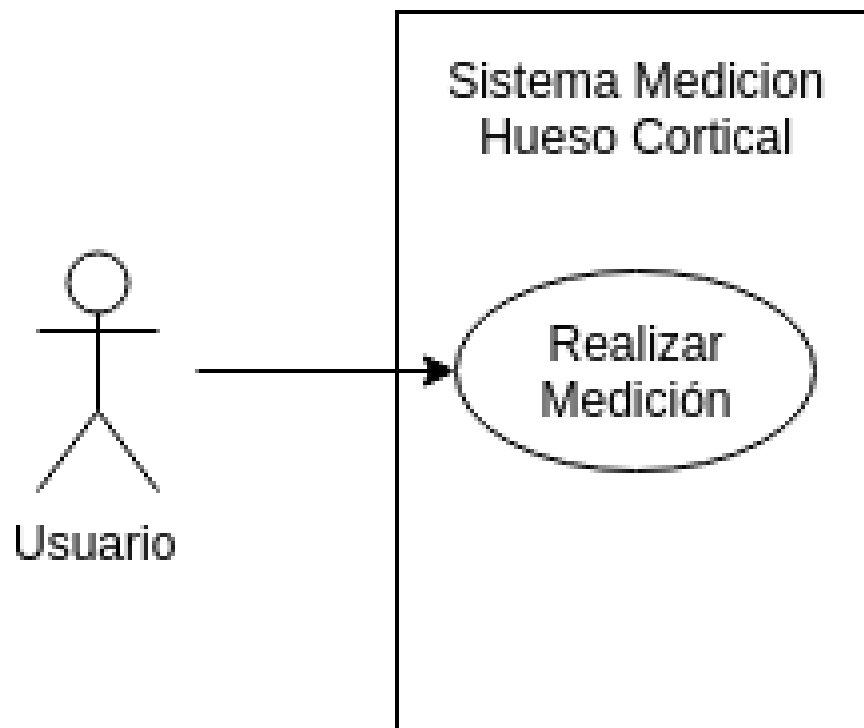 Sistema Medicion
Hueso Cortical
Realizar
Medición
Usuario